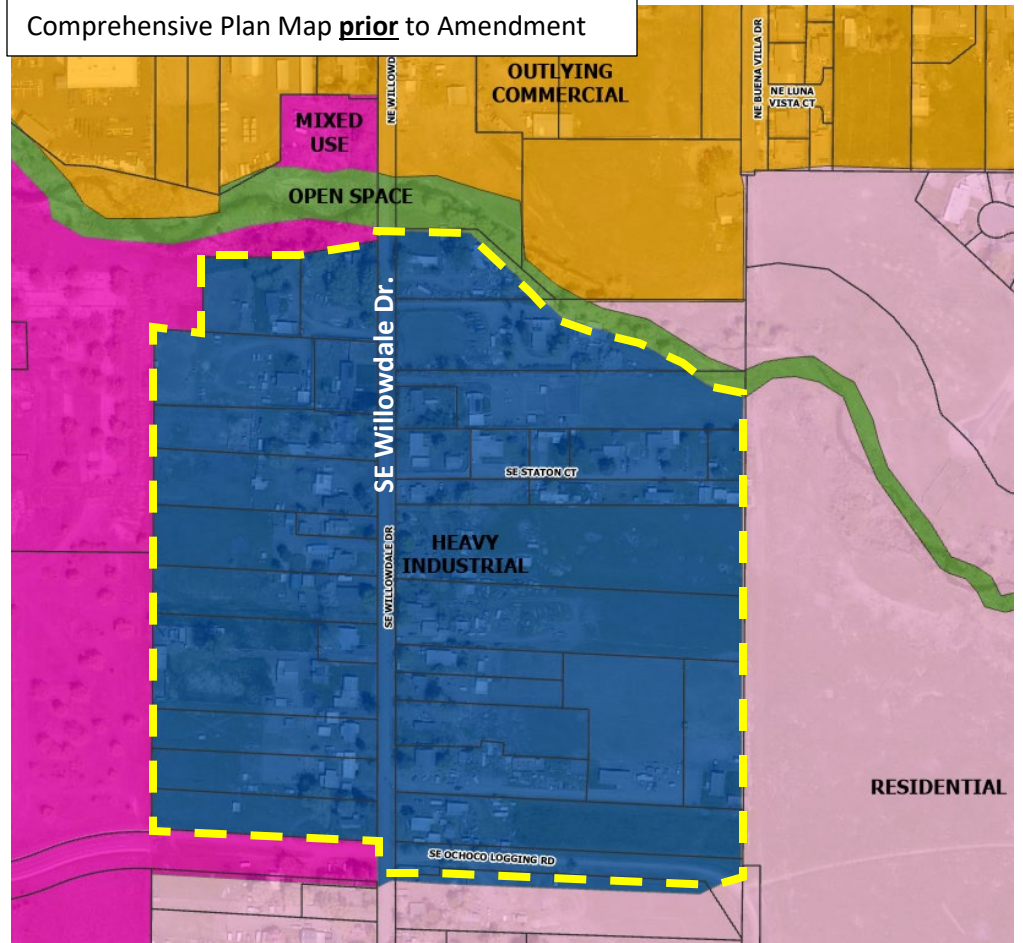 Comprehensive Plan Map prior to Amendment
OUTLYING
COMMERCIAL
NE WILLOWD
NE BUENA VILLA DR
NE LUNA
VISTA CT
MIXED
USE
OPEN SPACE
SE Willowdale Dr.
SE STATON CT
HEAVY
INDUSTRIAL
SE WILLOWDALE DR
RESIDENTIAL
SE OCHOCO LOGGING RD